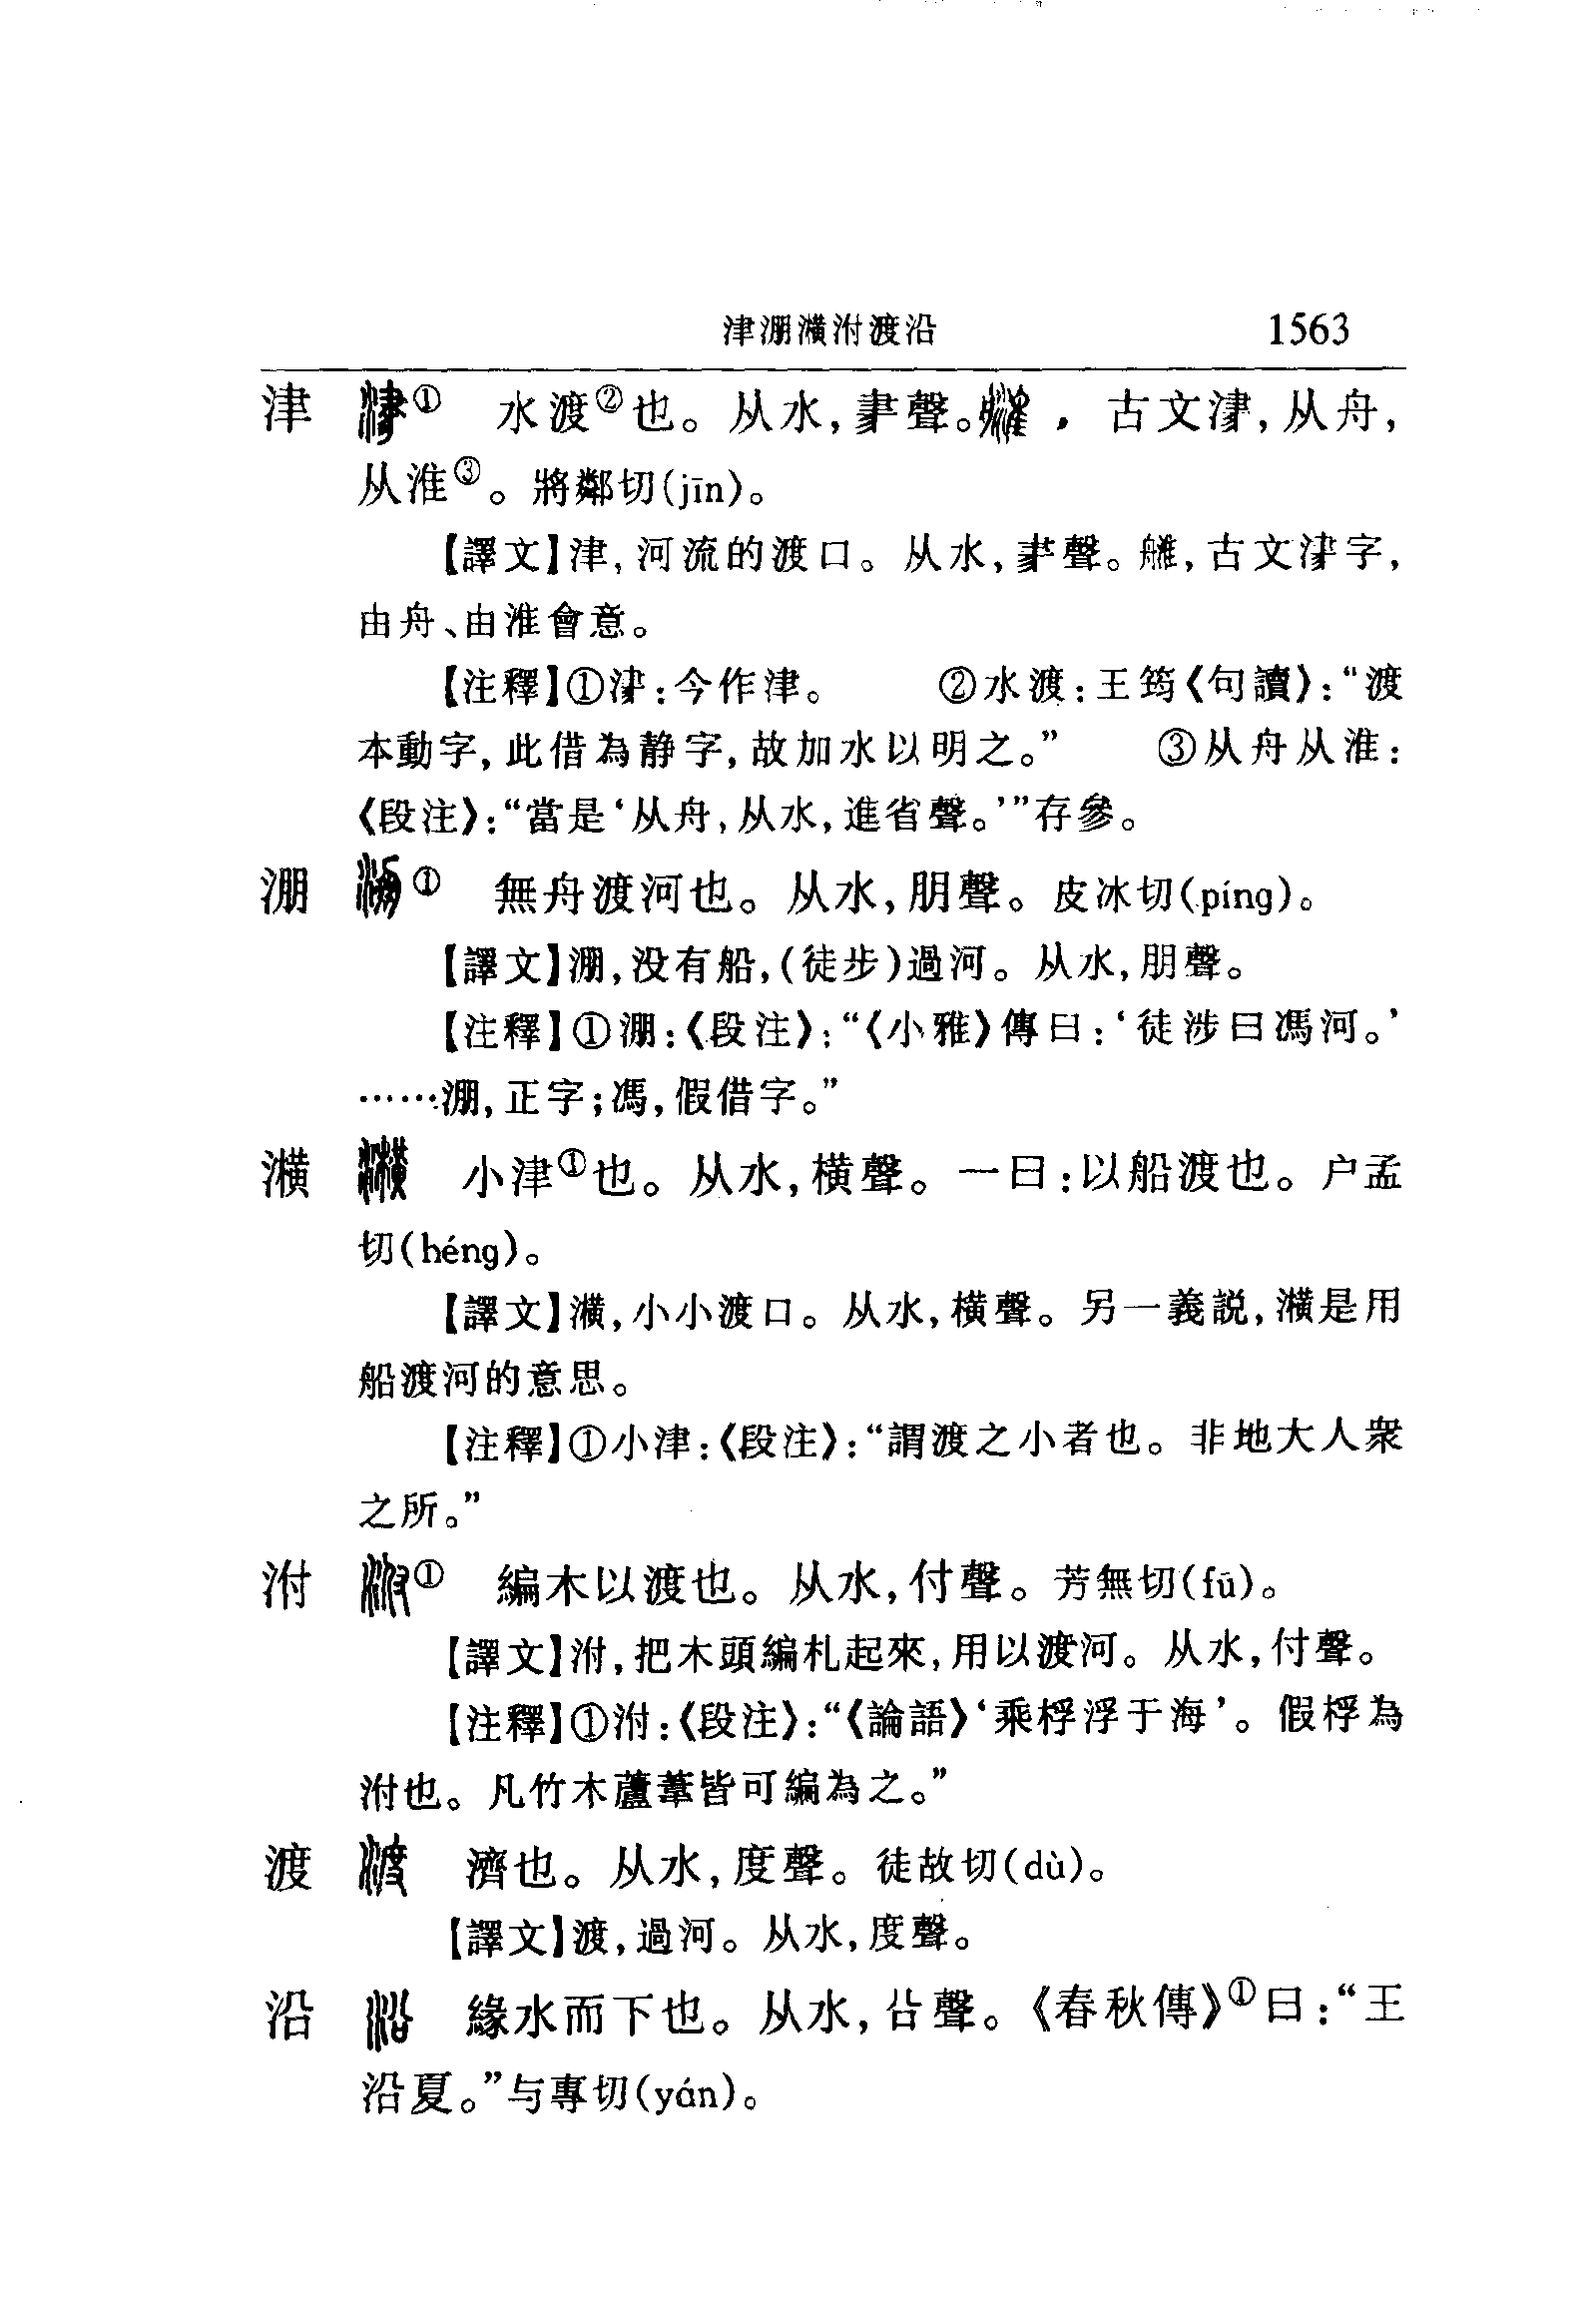 津淜潢泭渡沿 1563
津 ① 水渡②也。从水,𦘔聲。 ,古文𣸁,从舟,
从淮③。將鄰切(jīn)。
【譯文】津,河流的渡口。从水,𦘔聲。𦩶,古文𣸁字,
由舟、由淮會意。
【注釋】①𣸁:今作津。 ②水渡:王筠《句讀》:“渡
本動字,此借為静字,故加水以明之。” ③从舟从淮:
《段注》:“當是‘从舟,从水,進省聲。’”存參。
淜 ① 無舟渡河也。从水,朋聲。皮冰切(píng)。
【譯文】淜,没有船,(徒步)過河。从水,朋聲。
【注釋】①淜:《段注》:“《小雅》傳曰:‘徒涉曰馮河。’
……淜,正字;馮,假借字。”
㶇 小津①也。从水,横聲。一曰:以船渡也。户孟
切(héng)。
【譯文】㶇,小小渡口。从水,横聲。另一義説,㶇是用
船渡河的意思。
【注釋】①小津:《段注》:“謂渡之小者也。非地大人衆
之所。”
泭 ① 編木以渡也。从水,付聲。芳無切(fū)。
【譯文】泭,把木頭編札起來,用以渡河。从水,付聲。
【注釋】①泭:《段注》:“《論語》‘乘桴浮于海’。假桴為
泭也。凡竹木蘆葦皆可編為之。”
渡 濟也。从水,度聲。徒故切(dù)。
【譯文】渡,過河。从水,度聲。
沿 緣水而下也。从水,㕣聲。《春秋傳》①曰:“王
沿夏。”与專切(yán)。